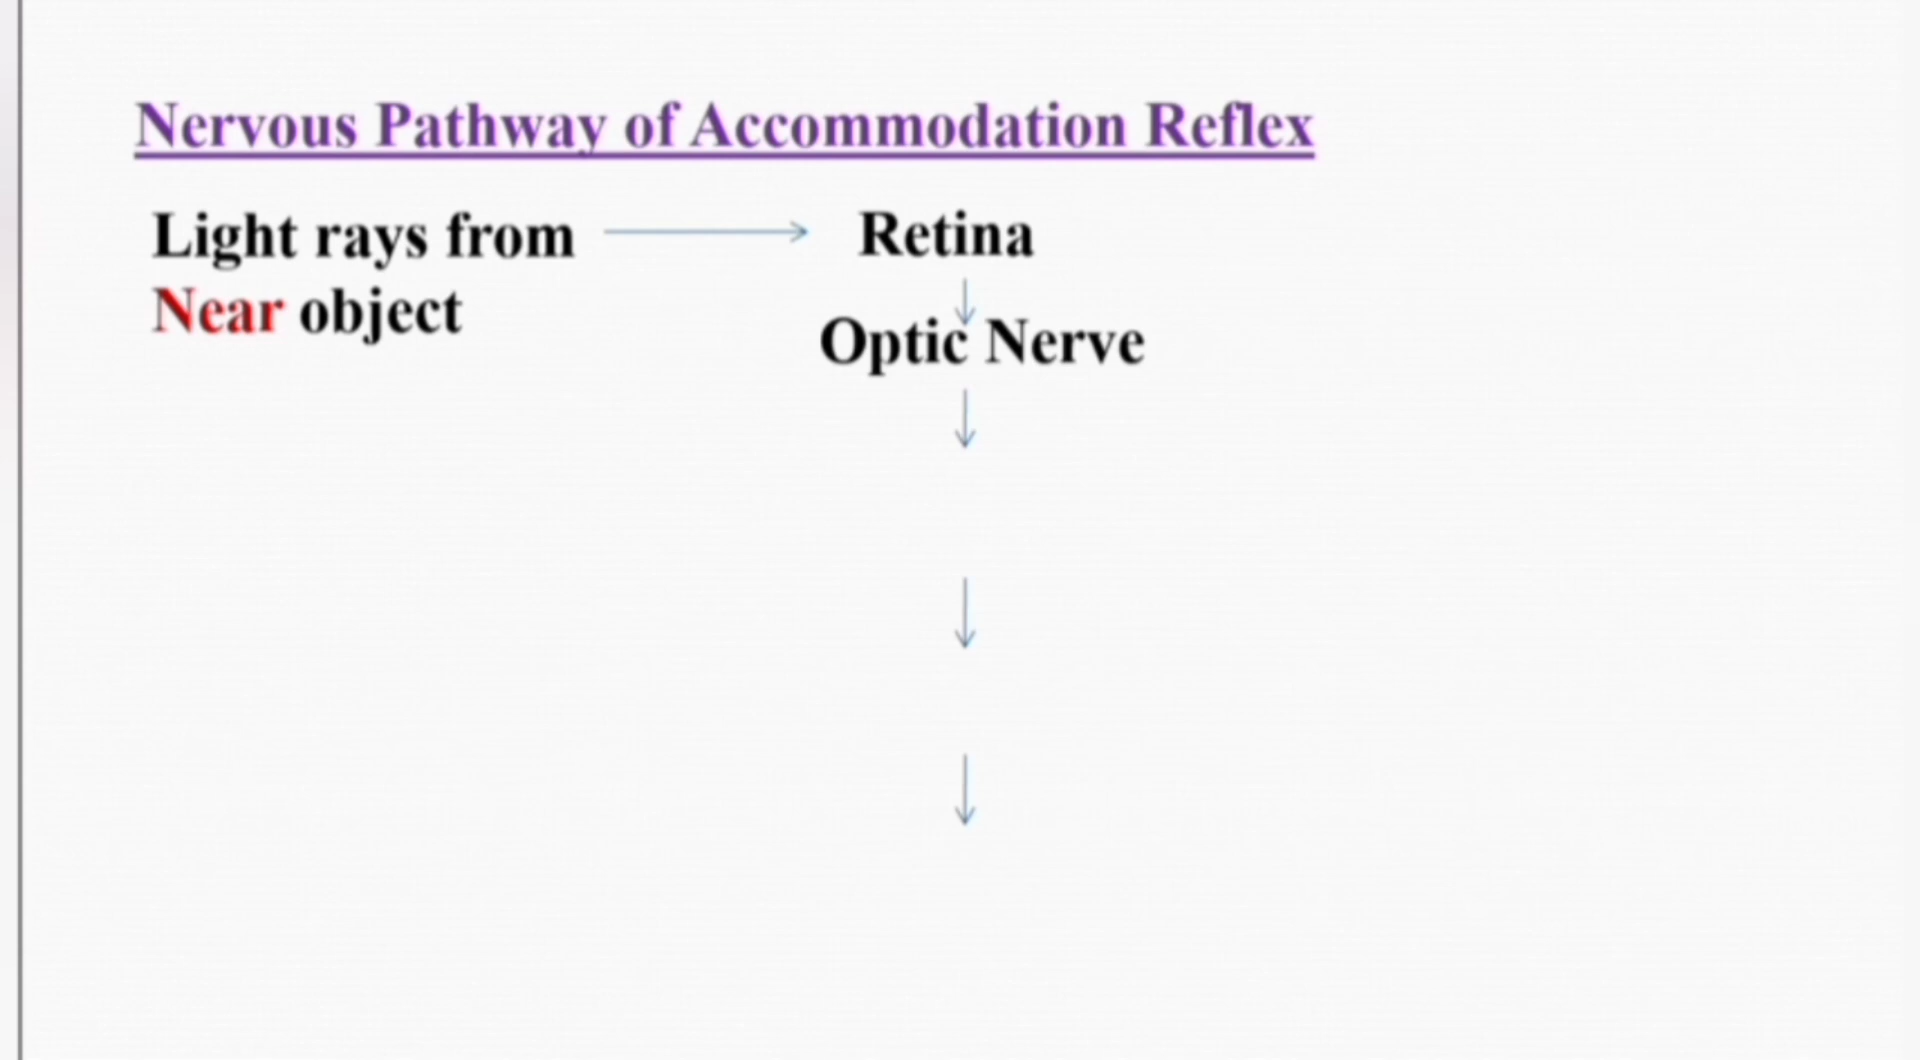 Nervous Pathway of Accommodation Reflex
Light rays from
Near object
Retina
Optic Nerve